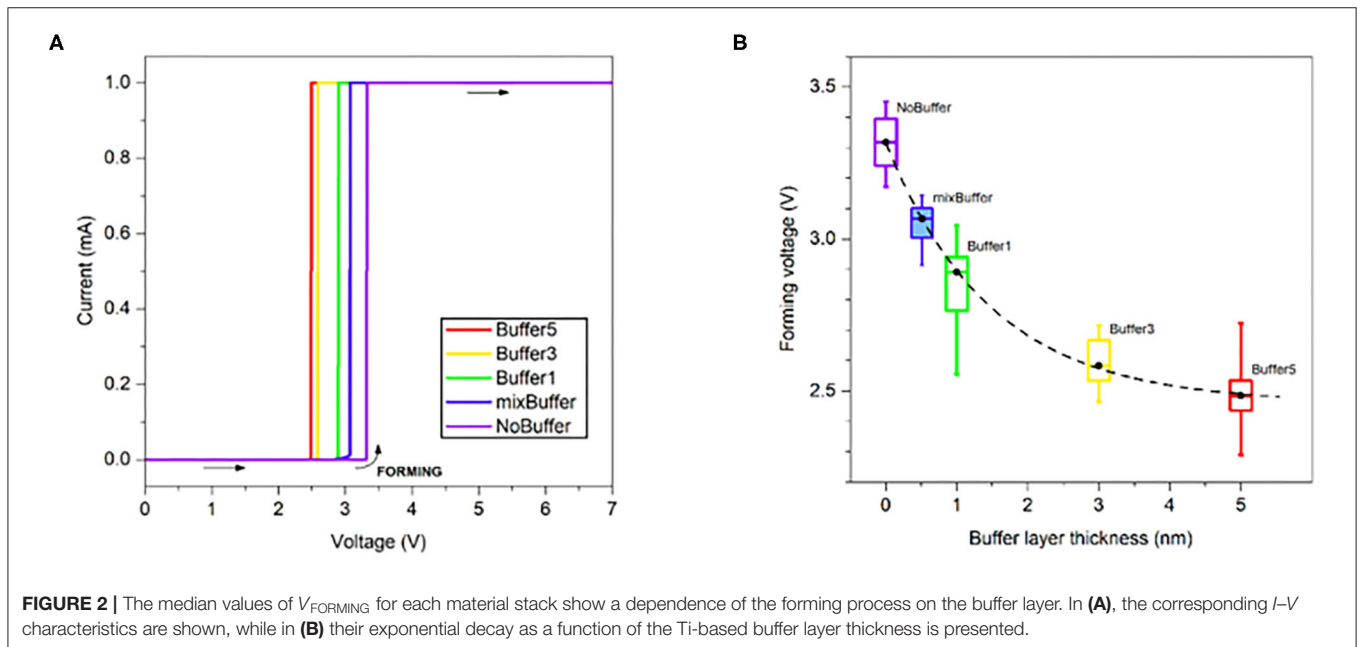 A
1.0
0.8
0.6
0.4
0.2
0.0
Current (mA)
Buffer5
Buffer3
Buffer1
mixBuffer
NoBuffer
FORMING
0 1 2 3 4 5 6 7
Voltage (V)
B
3.5
3.0
2.5
Forming voltage (V)
NoBuffer
mixBuffer
Buffer1
Buffer3
Buffer5
0 1 2 3 4 5
Buffer layer thickness (nm)
FIGURE 2 | The median values of VFORMING for each material stack show a dependence of the forming process on the buffer layer. In (A), the corresponding I–V
characteristics are shown, while in (B) their exponential decay as a function of the Ti-based buffer layer thickness is presented.